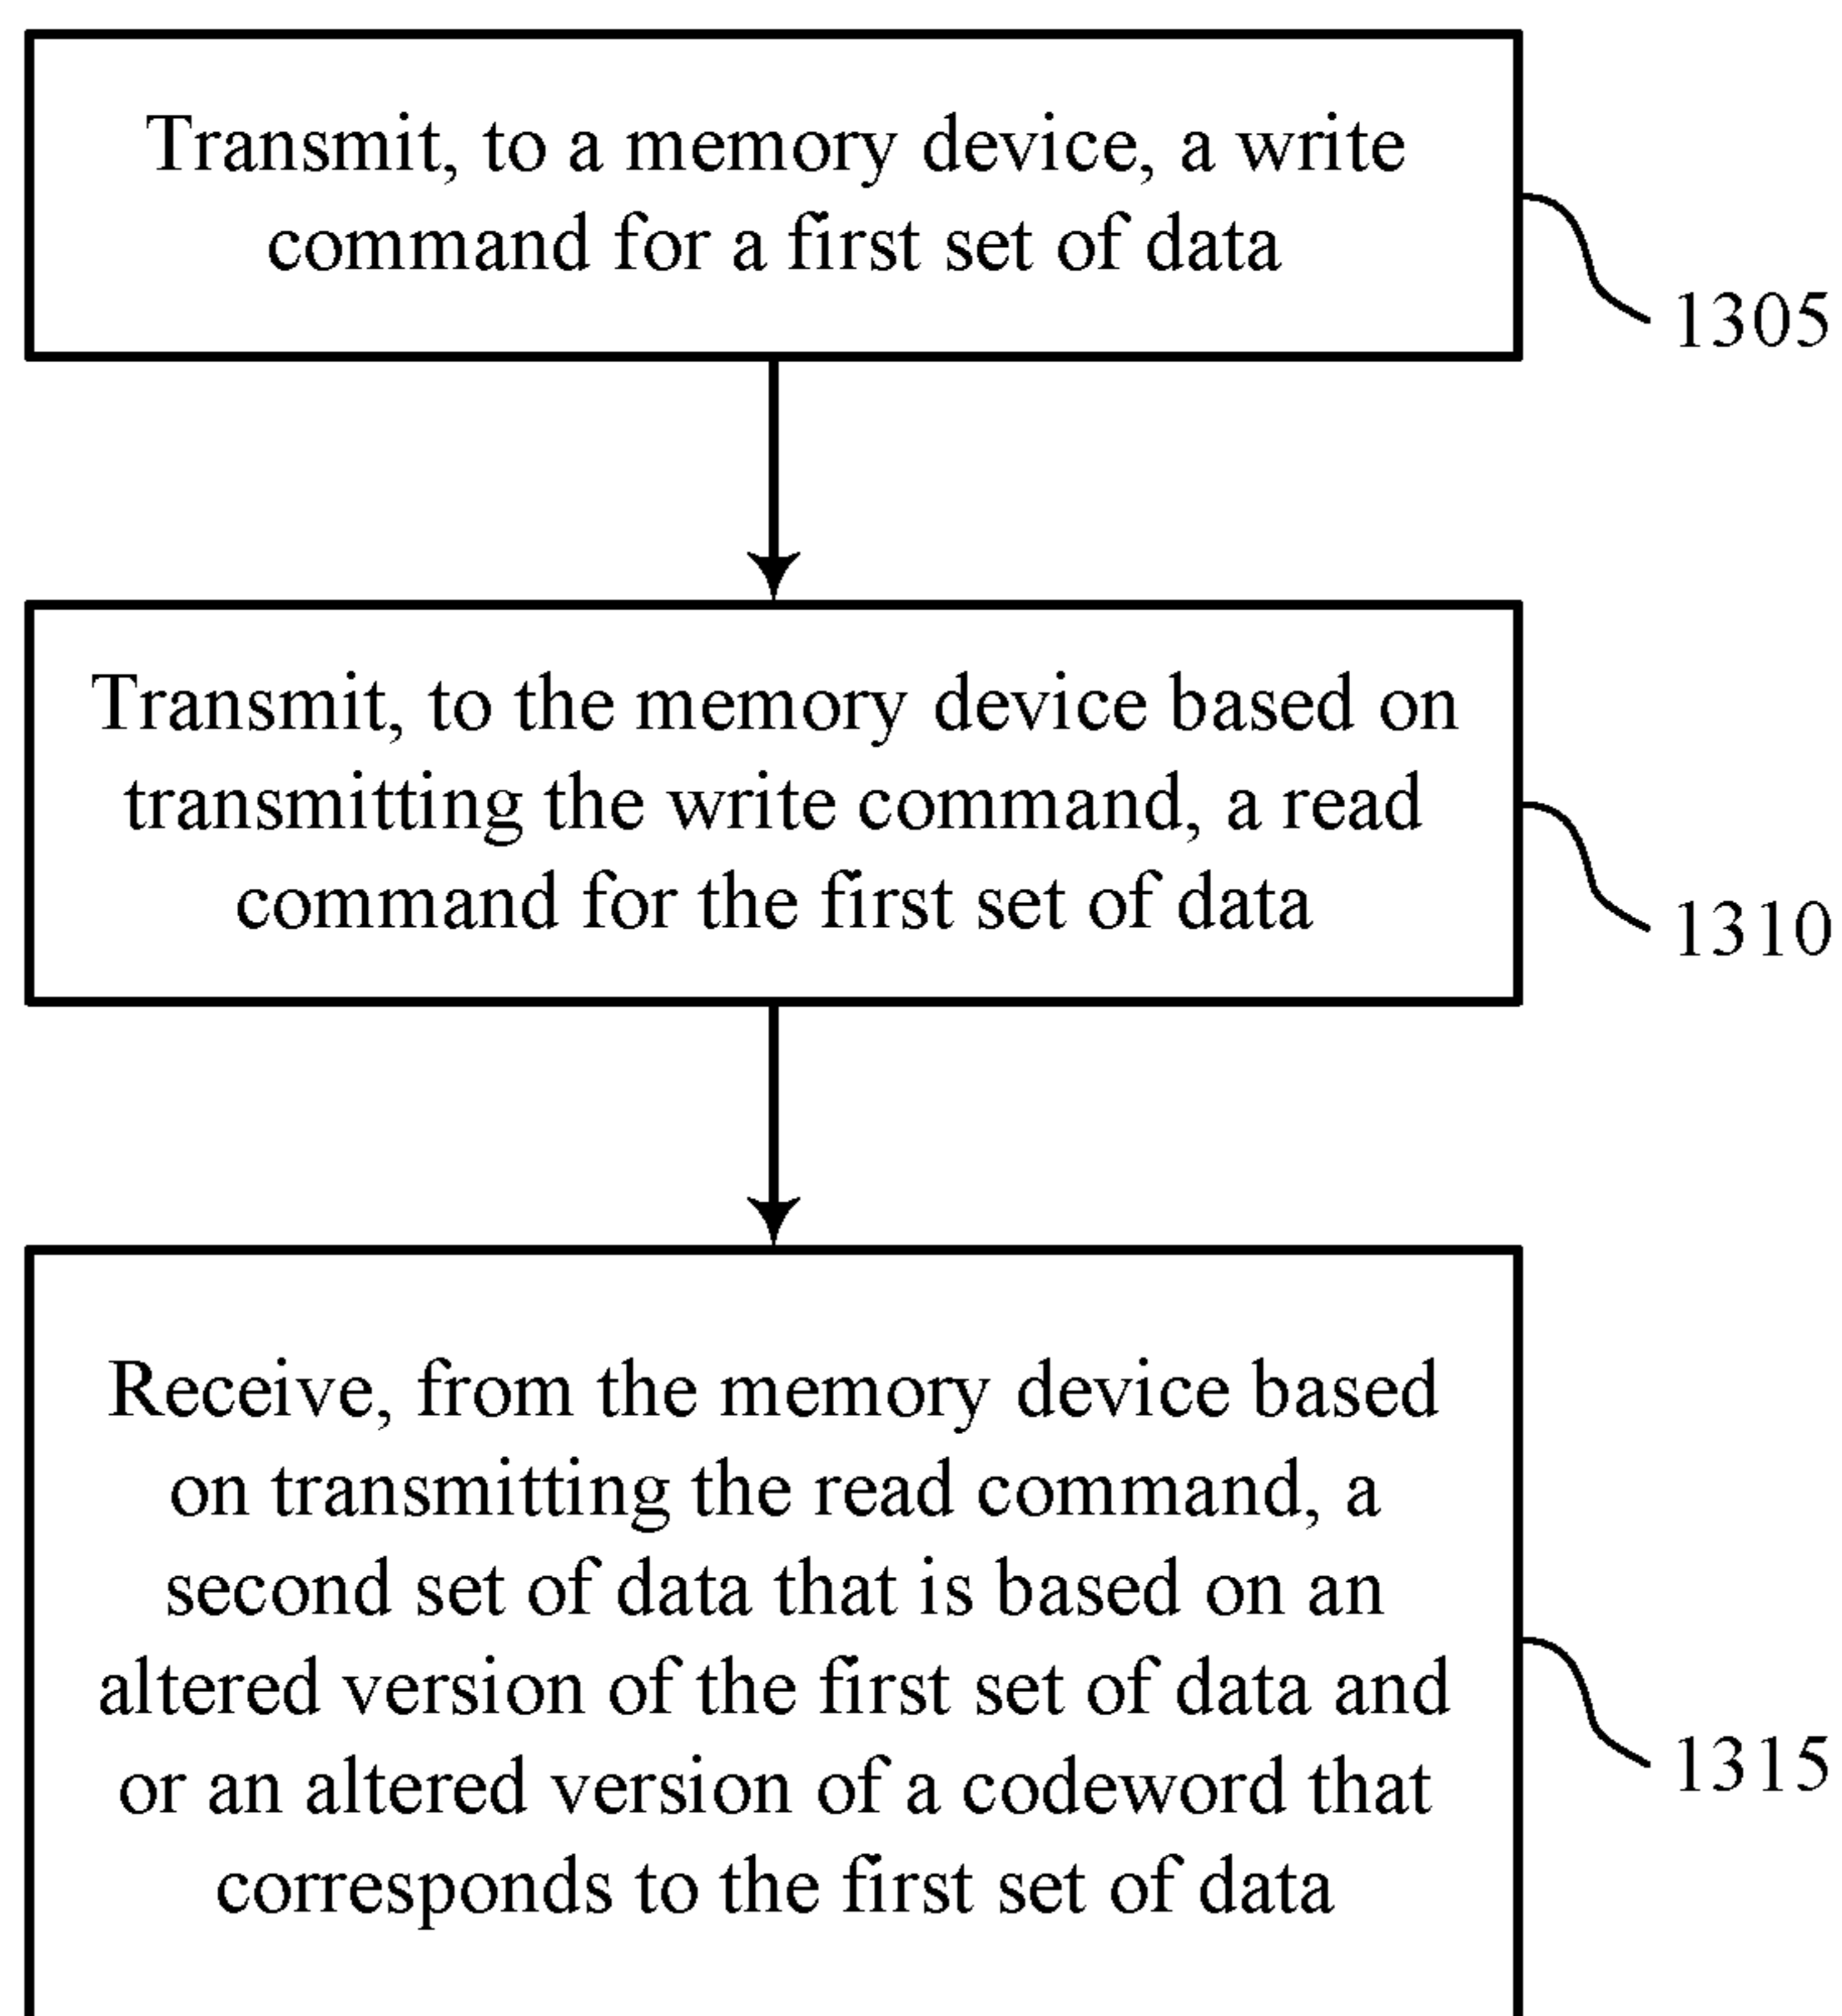 Transmit, to a memory device, a write
command for a first set of data
1305
Transmit, to the memory device based on
transmitting the write command, a read
command for the first set of data
1310
Receive, from the memory device based
on transmitting the read command, a
second set of data that is based on an
altered version of the first set of data and
or an altered version of a codeword that
corresponds to the first set of data
1315